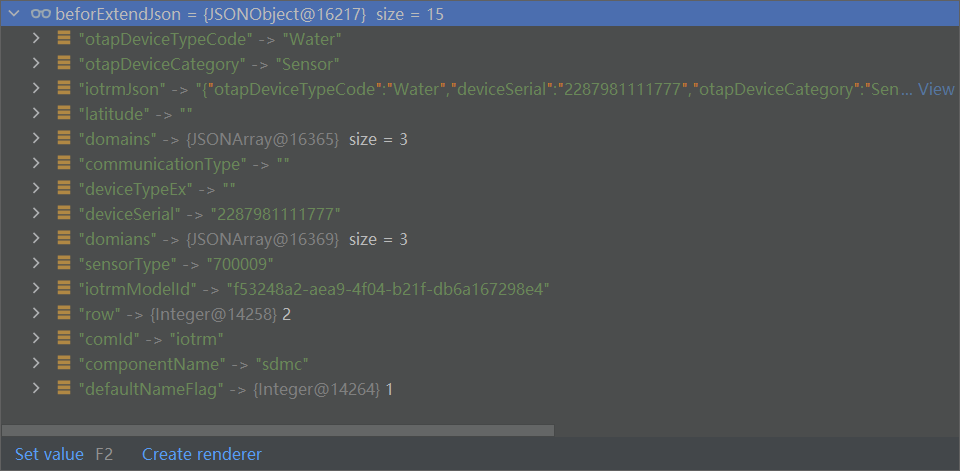 beforExtendJson = {JSONObject@16217} size = 15
"otapDeviceTypeCode" -> "Water"
"otapDeviceCategory" -> "Sensor"
"iotrmJson" -> "{"otapDeviceTypeCode":"Water","deviceSerial":"2287981111777","otapDeviceCategory":"Sen... View
"latitude" -> ""
"domains" -> {JSONArray@16365} size = 3
"communicationType" -> ""
"deviceTypeEx" -> ""
"deviceSerial" -> "2287981111777"
"domians" -> {JSONArray@16369} size = 3
"sensorType" -> "700009"
"iotrmModelId" -> "f53248a2-aea9-4f04-b21f-db6a167298e4"
"row" -> {Integer@14258} 2
"comId" -> "iotrm"
"componentName" -> "sdmc"
"defaultNameFlag" -> {Integer@14264} 1
Set value F2 Create renderer